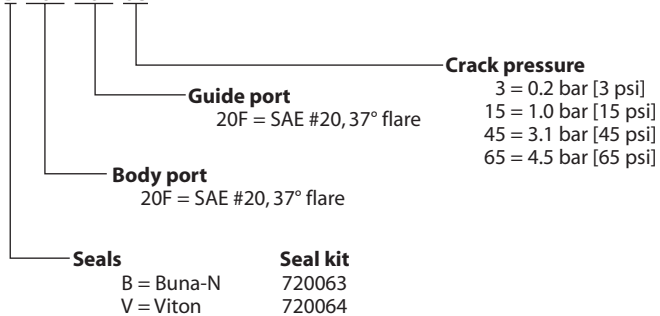 Crack pressure
3 = 0.2 bar [3 psi]
15 = 1.0 bar [15 psi]
45 = 3.1 bar [45 psi]
65 = 4.5 bar [65 psi]
Guide port
20F = SAE #20, 37° flare
Body port
20F = SAE #20, 37° flare
Seals Seal kit
B = Buna-N 720063
V = Viton 720064